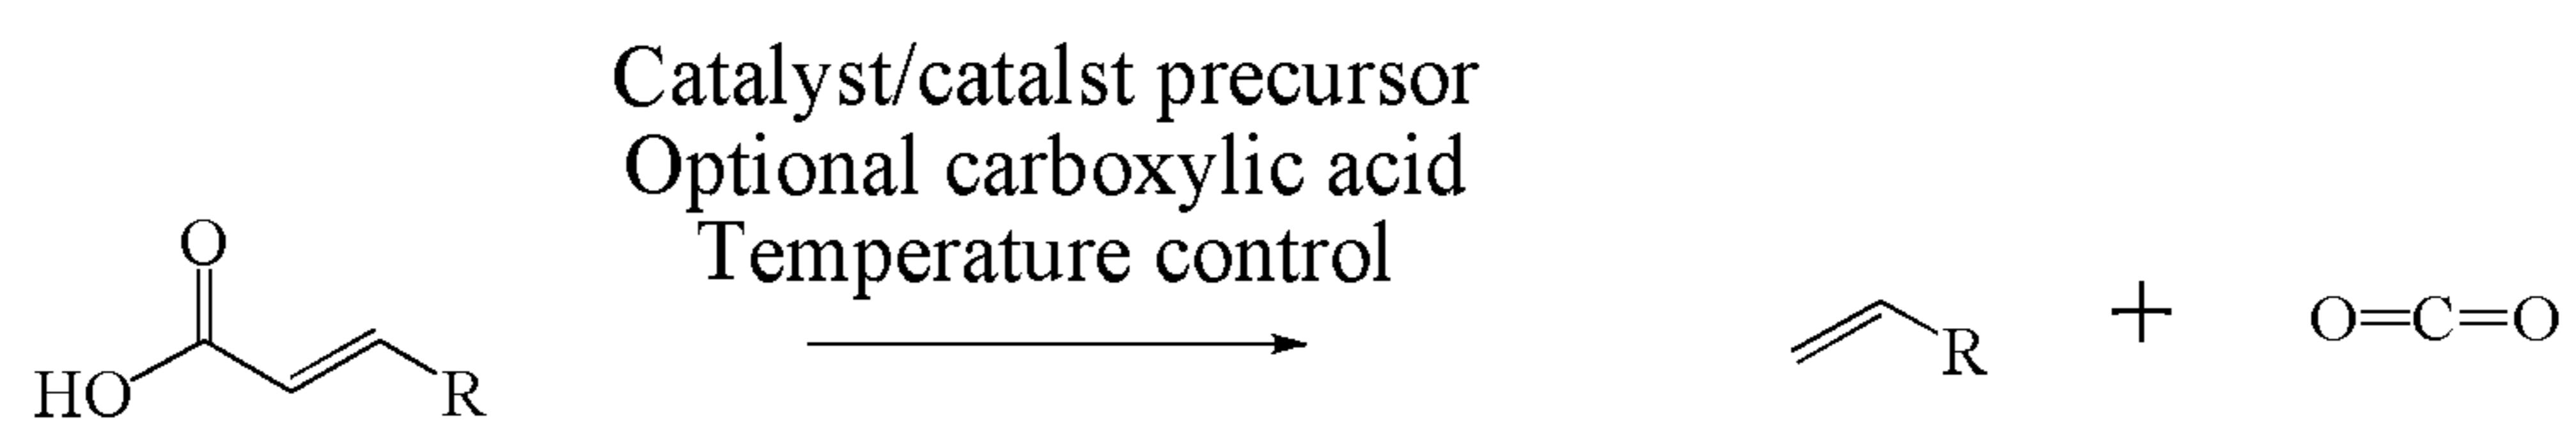 Catalyst/catalst precursor
Optional carboxylic acid
Temperature control
O
HO
R
R
+
O=C=O